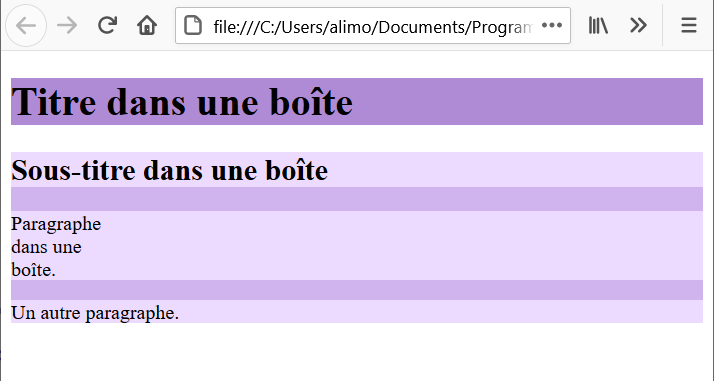 file:///C:/Users/alimo/Documents/Program
Titre dans une boîte
Sous-titre dans une boîte
Paragraphe
dans une
boîte.
Un autre paragraphe.